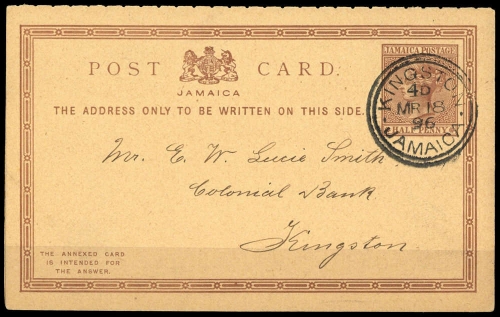 POST CARD.
JAMAICA
THE ADDRESS ONLY TO BE WRITTEN ON THIS SIDE.
JAMAICA POSTAGE
HALF PENNY
KINGSTON
4D
MR 18
96
JAMAICA
Mr. E. W. Lucie Smith
Colonial Bank
Kingston.
THE ANNEXED CARD
IS INTENDED FOR
THE ANSWER.